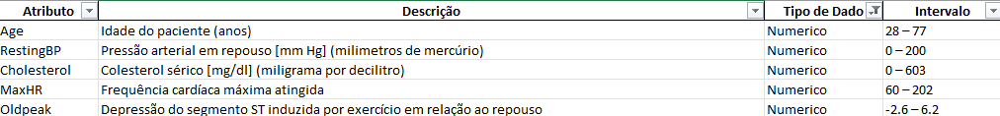 Atributo Descrição Tipo de Dado Intervalo
Age Idade do paciente (anos) Numerico 28 – 77
RestingBP Pressão arterial em repouso [mm Hg] (milimetros de mercúrio) Numerico 0 – 200
Cholesterol Colesterol sérico [mg/dl] (miligrama por decilitro) Numerico 0 – 603
MaxHR Frequência cardíaca máxima atingida Numerico 60 – 202
Oldpeak Depressão do segmento ST induzida por exercício em relação ao repouso Numerico -2.6 – 6.2